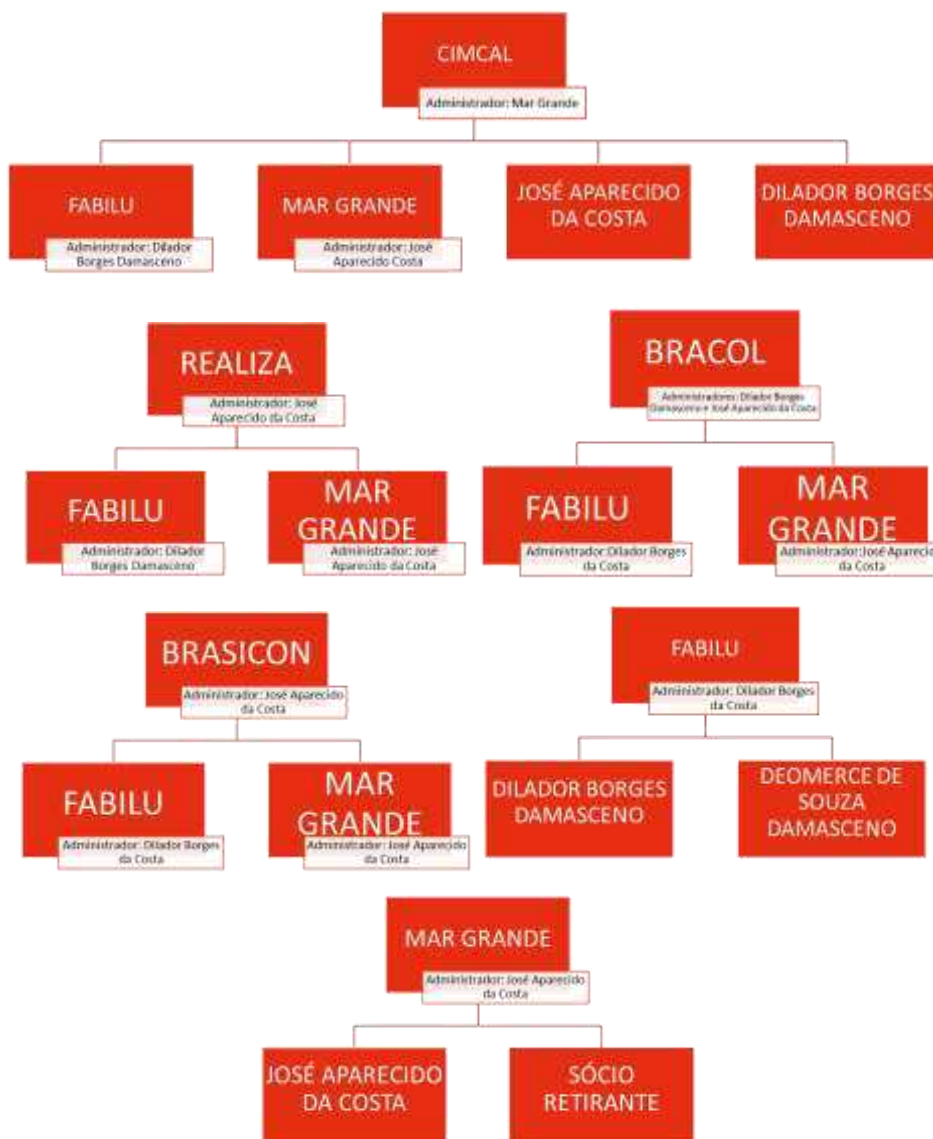 CIMCAL
Administrador: Mar Grande
FABILU
Administrador: Dilador
Borges Damasceno
MAR GRANDE
Administrador: José
Aparecido Costa
JOSÉ APARECIDO
DA COSTA
DILADOR BORGES
DAMASCENO
REALIZA
Administrador: José
Aparecido da Costa
FABILU
Administrador: Dilador
Borges Damasceno
MAR
GRANDE
Administrador: José
Aparecido da Costa
BRACOL
Administradores: Dilador Borges
Damasceno e José Aparecido da Costa
FABILU
Administrador:Dilador Borges
da Costa
MAR
GRANDE
Administrador:José Aparecido
da Costa
BRASICON
Administrador: José Aparecido
da Costa
FABILU
Administrador: Dilador Borges
da Costa
MAR
GRANDE
Administrador: José Aparecido
da Costa
FABILU
Administrador: Dilador Borges
da Costa
DILADOR BORGES
DAMASCENO
DEOMERCE DE
SOUZA
DAMASCENO
MAR GRANDE
Administrador: José Aparecido
da Costa
JOSÉ APARECIDO
DA COSTA
SÓCIO
RETIRANTE